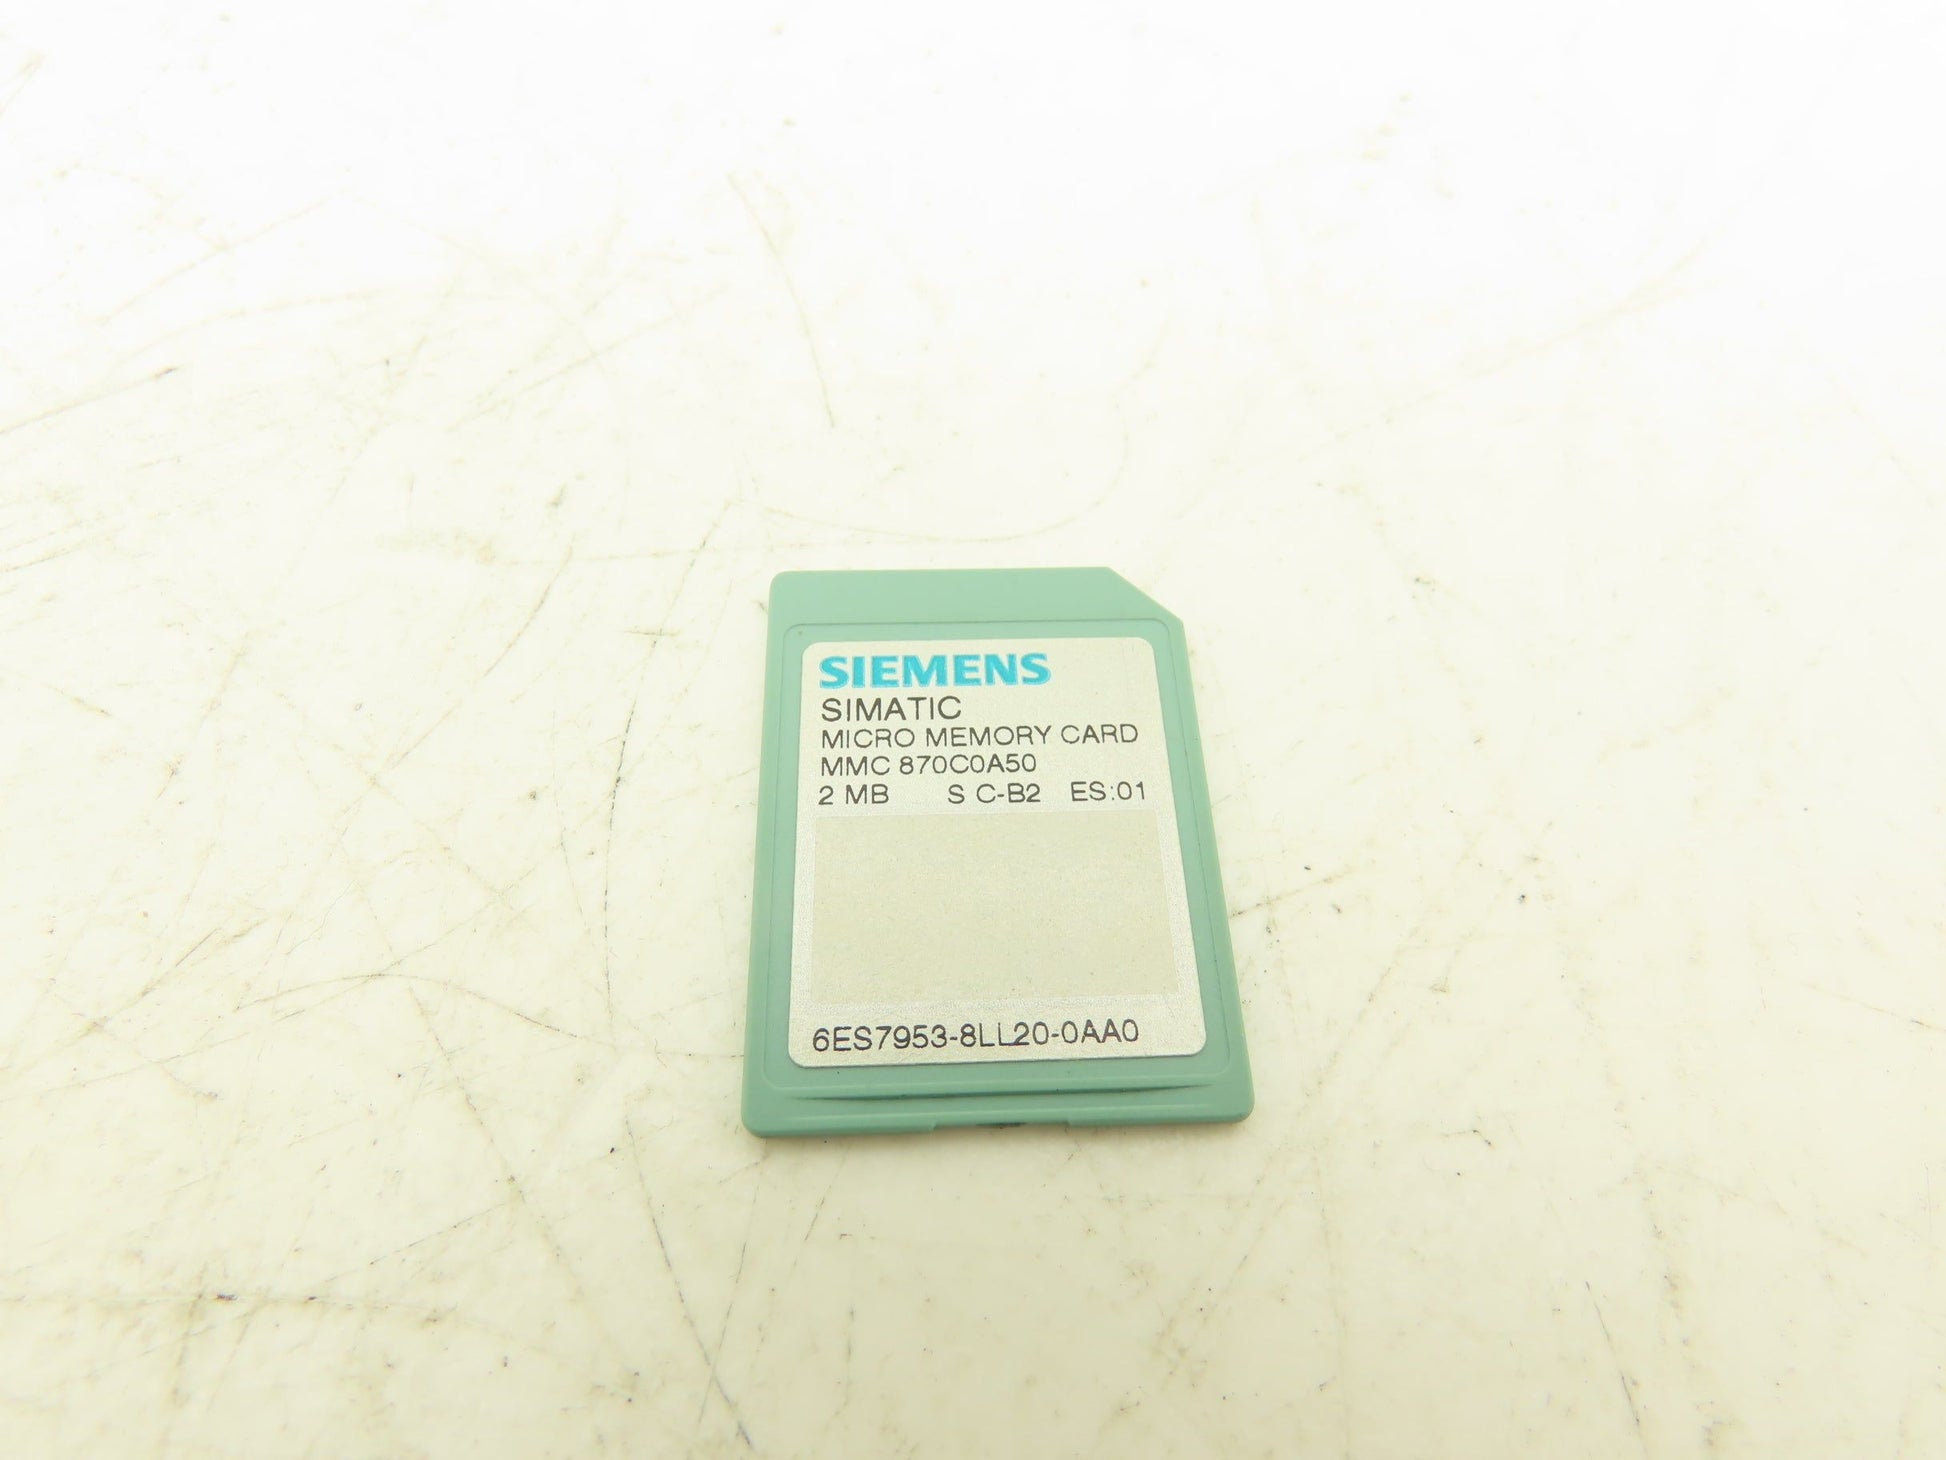 SIEMENS
SIMATIC
MICRO MEMORY CARD
MMC 870C0A50
2 MB S C-B2 ES:01
6ES7953-8LL20-0AA0